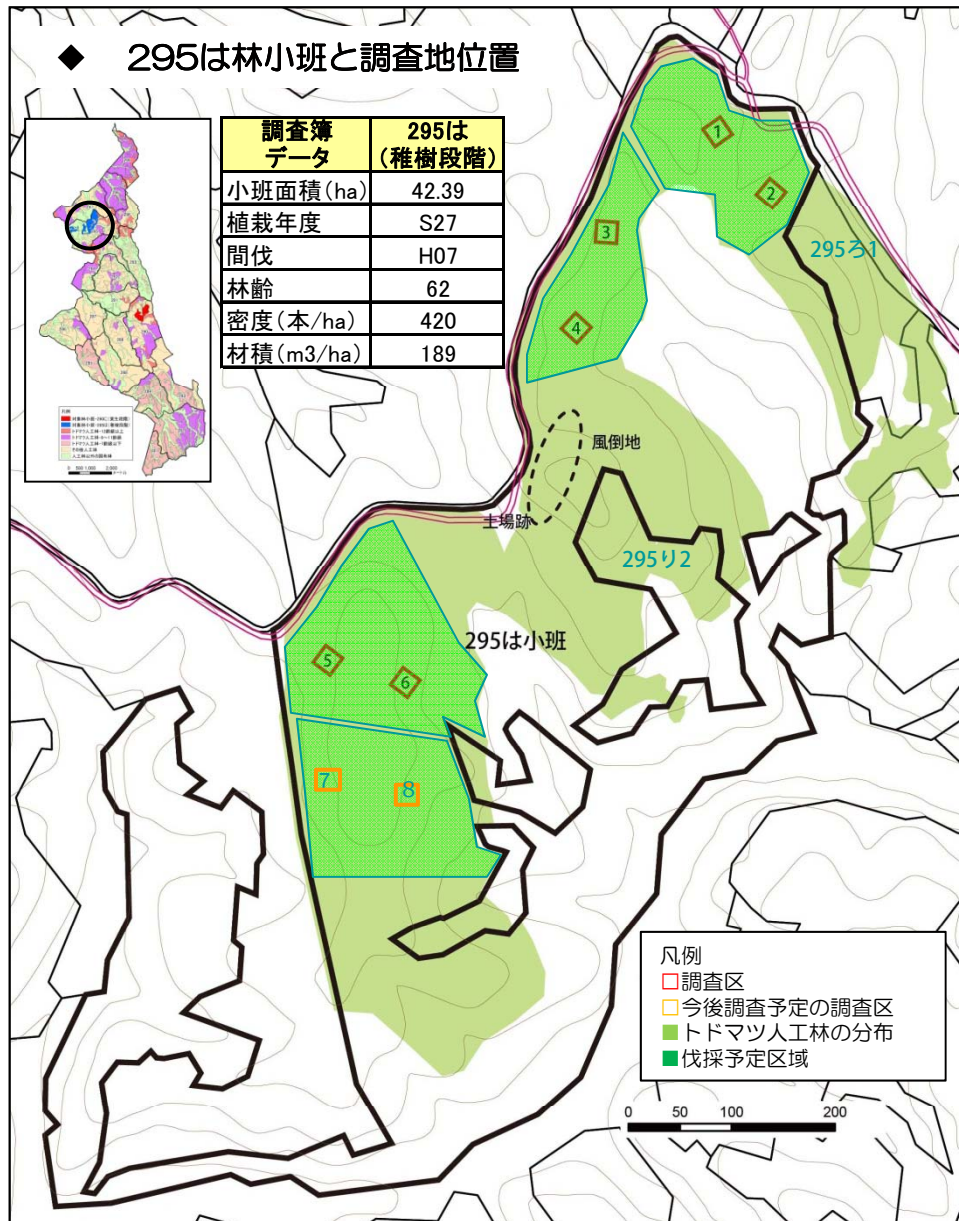 ◆ 295は林小班と調査地位置
調査簿データ 295は(稚樹段階)
小班面積(ha) 42.39
植栽年度 S27
間伐 H07
林齢 62
密度(本/ha) 420
材積(m3/ha) 189
凡例
1
2
3
4
295ろ1
風倒地
土場跡
295り2
295は小班
5
6
7
8
凡例
□調査区
□今後調査予定の調査区
■トドマツ人工林の分布
■伐採予定区域
0 50 100 200